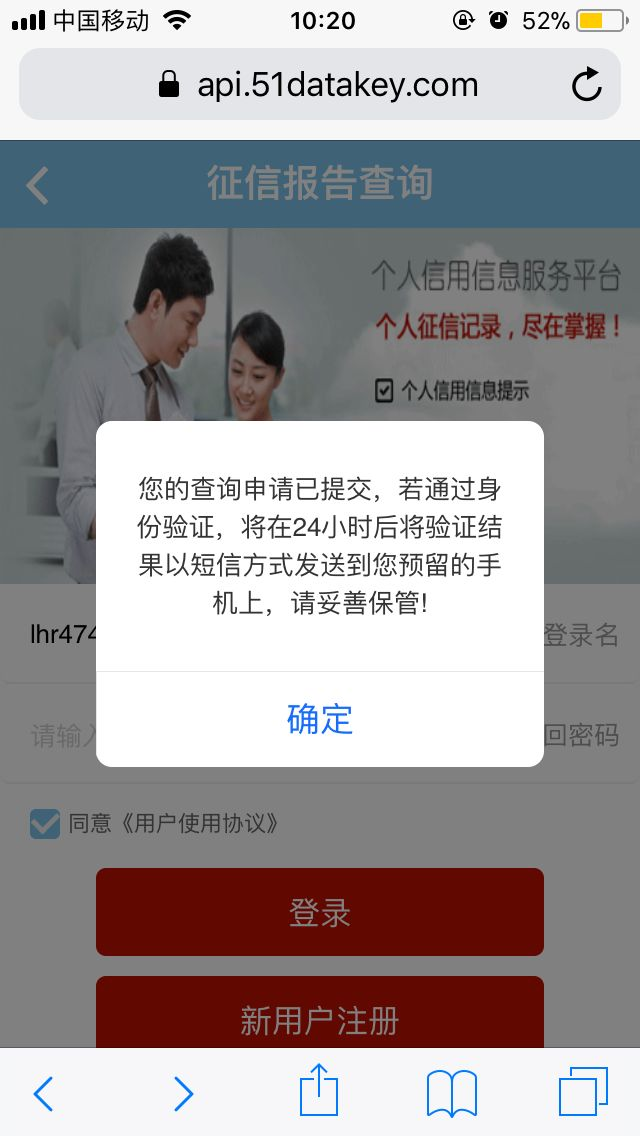 中国移动
10:20
52%
api.51datakey.com
征信报告查询
个人信用信息服务平台
个人征信记录，尽在掌握！
个人信用信息提示
您的查询申请已提交，若通过身
份验证，将在24小时后将验证结
果以短信方式发送到您预留的手
机上，请妥善保管!
确定
lhr474
登录名
请输入
回密码
同意《用户使用协议》
登录
新用户注册